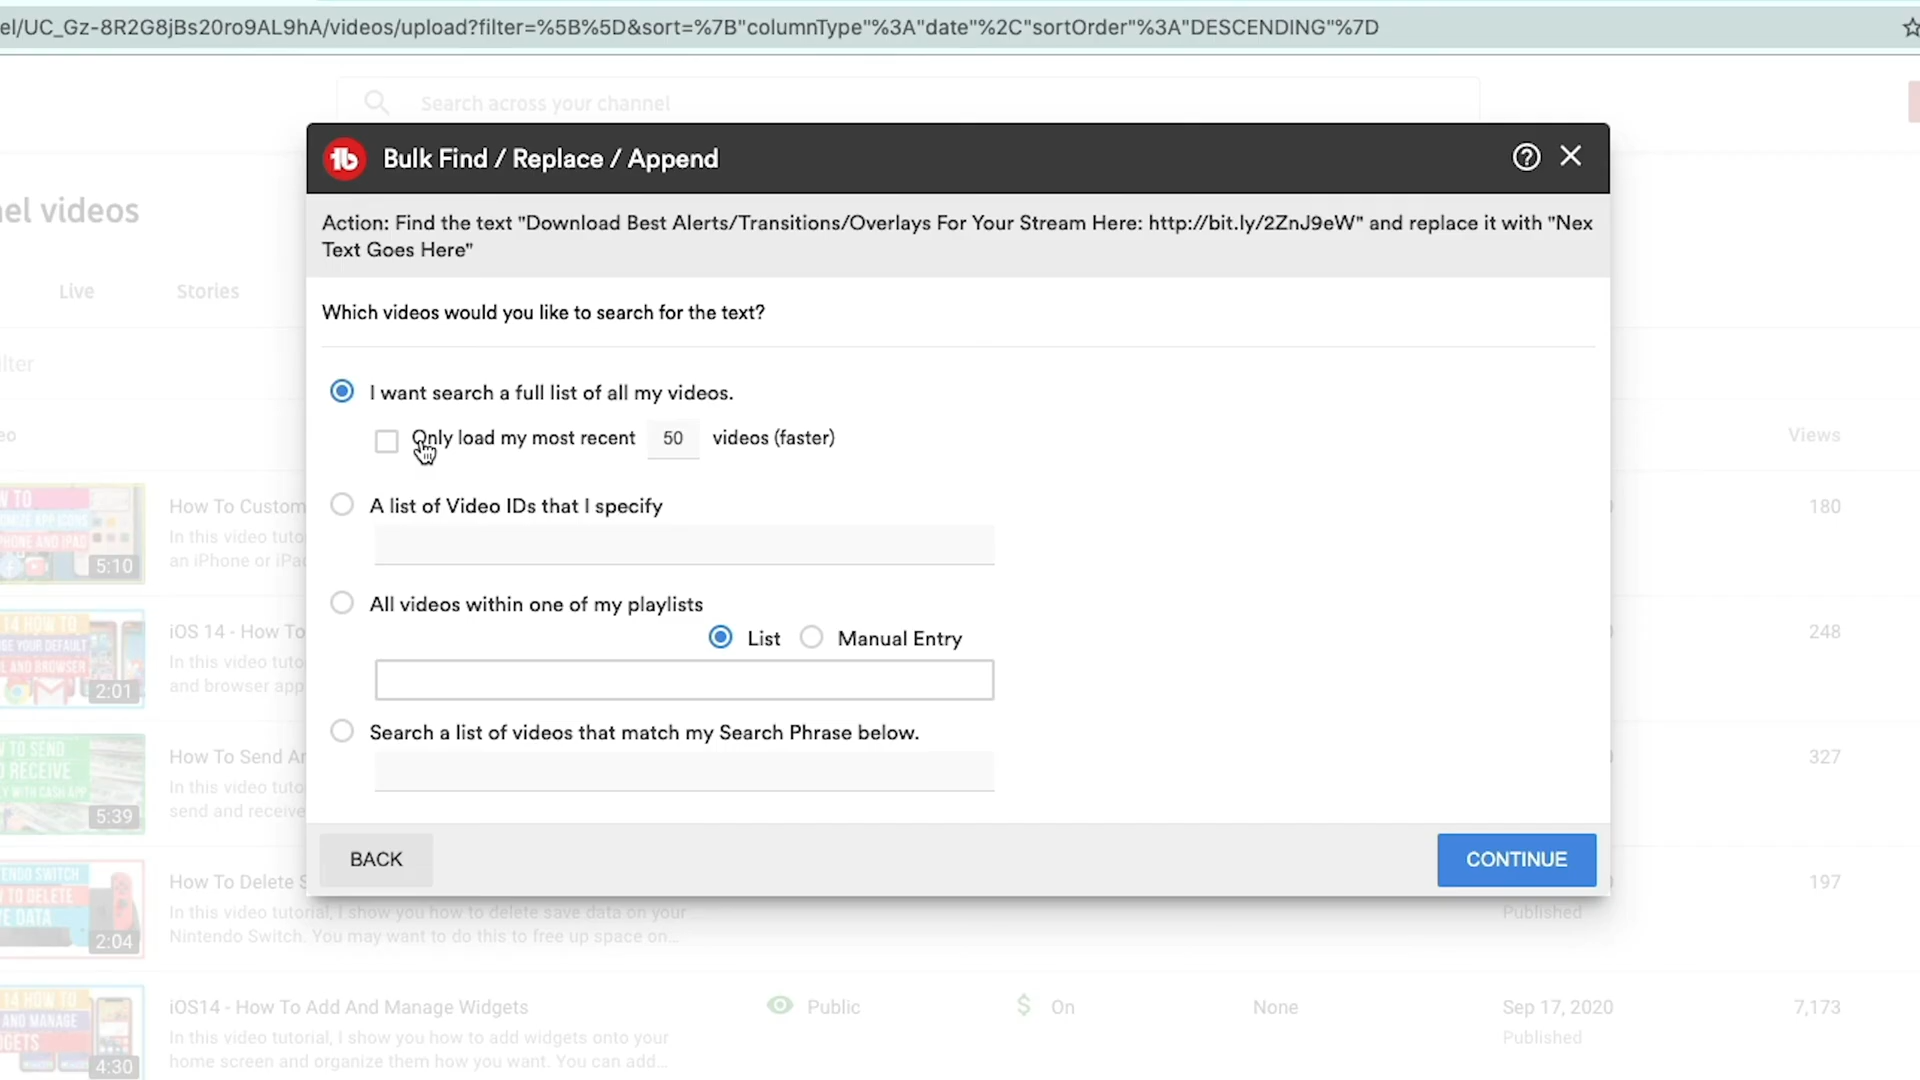 el/UC_Gz-8R2G8jBs20ro9AL9hA/videos/upload?filter=%5B%5D&sort=%7B"columnType"%3A"date"%2C"sortOrder"%3A"DESCENDING"%7D
Search across your channel
Bulk Find / Replace / Append
Action: Find the text "Download Best Alerts/Transitions/Overlays For Your Stream Here: http://bit.ly/2ZnJ9eW" and replace it with "Nex
Text Goes Here"
el videos
Live Stories
Which videos would you like to search for the text?
I want search a full list of all my videos.
Only load my most recent 50 videos (faster)
Views
A list of Video IDs that I specify
All videos within one of my playlists
List Manual Entry
Search a list of videos that match my Search Phrase below.
BACK CONTINUE
How To Custom
In this video tuto
an iPhone or iPad
5:10
180
iOS 14 - How To
In this video tuto
and browser app
2:01
248
How To Send An
In this video tuto
send and receive
5:39
327
How To Delete S
In this video tutorial, I show you how to delete save data on your
Nintendo Switch. You may want to do this to free up space on...
2:04
Published
197
iOS14 - How To Add And Manage Widgets
In this video tutorial, I show you how to add widgets onto your
home screen and organize them how you want. You can add...
4:30
Public
On
None
Sep 17, 2020
Published
7,173